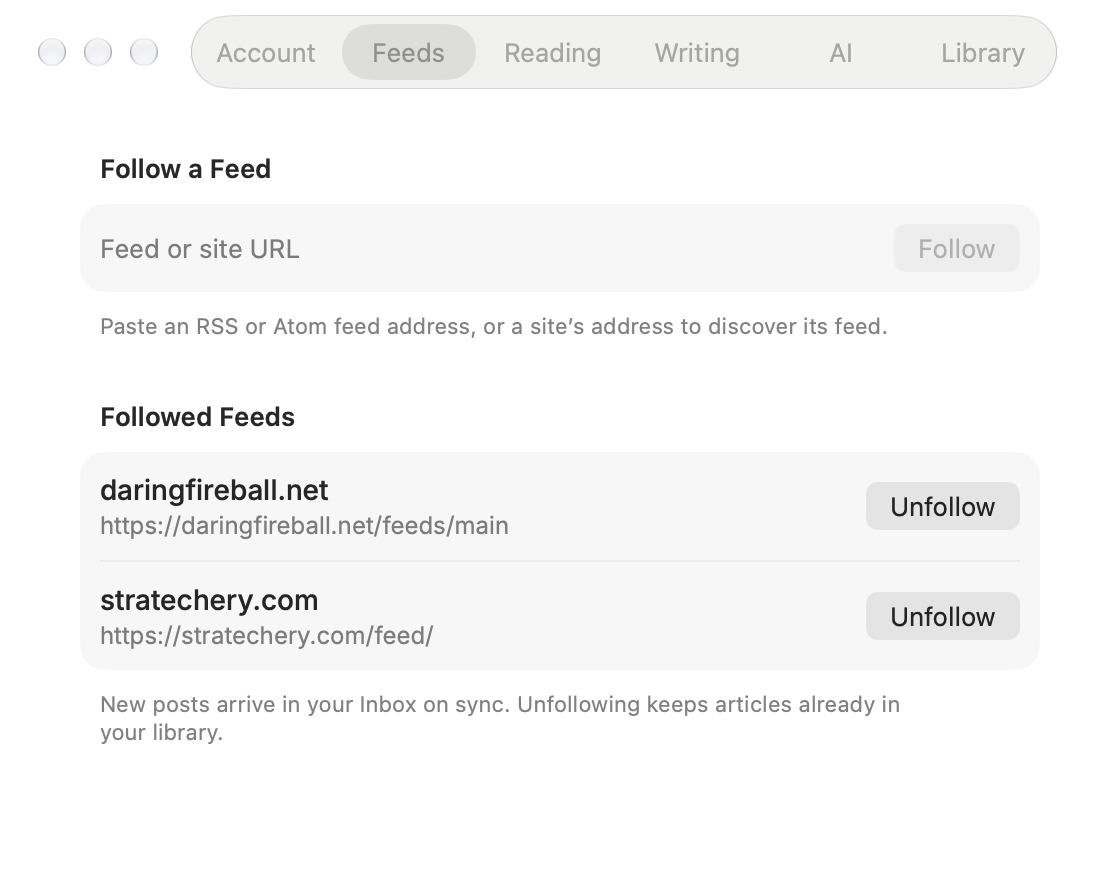 Account Feeds Reading Writing AI Library
Follow a Feed
Feed or site URL Follow
Paste an RSS or Atom feed address, or a site’s address to discover its feed.
Followed Feeds
daringfireball.net
https://daringfireball.net/feeds/main
Unfollow
stratechery.com
https://stratechery.com/feed/
Unfollow
New posts arrive in your Inbox on sync. Unfollowing keeps articles already in
your library.